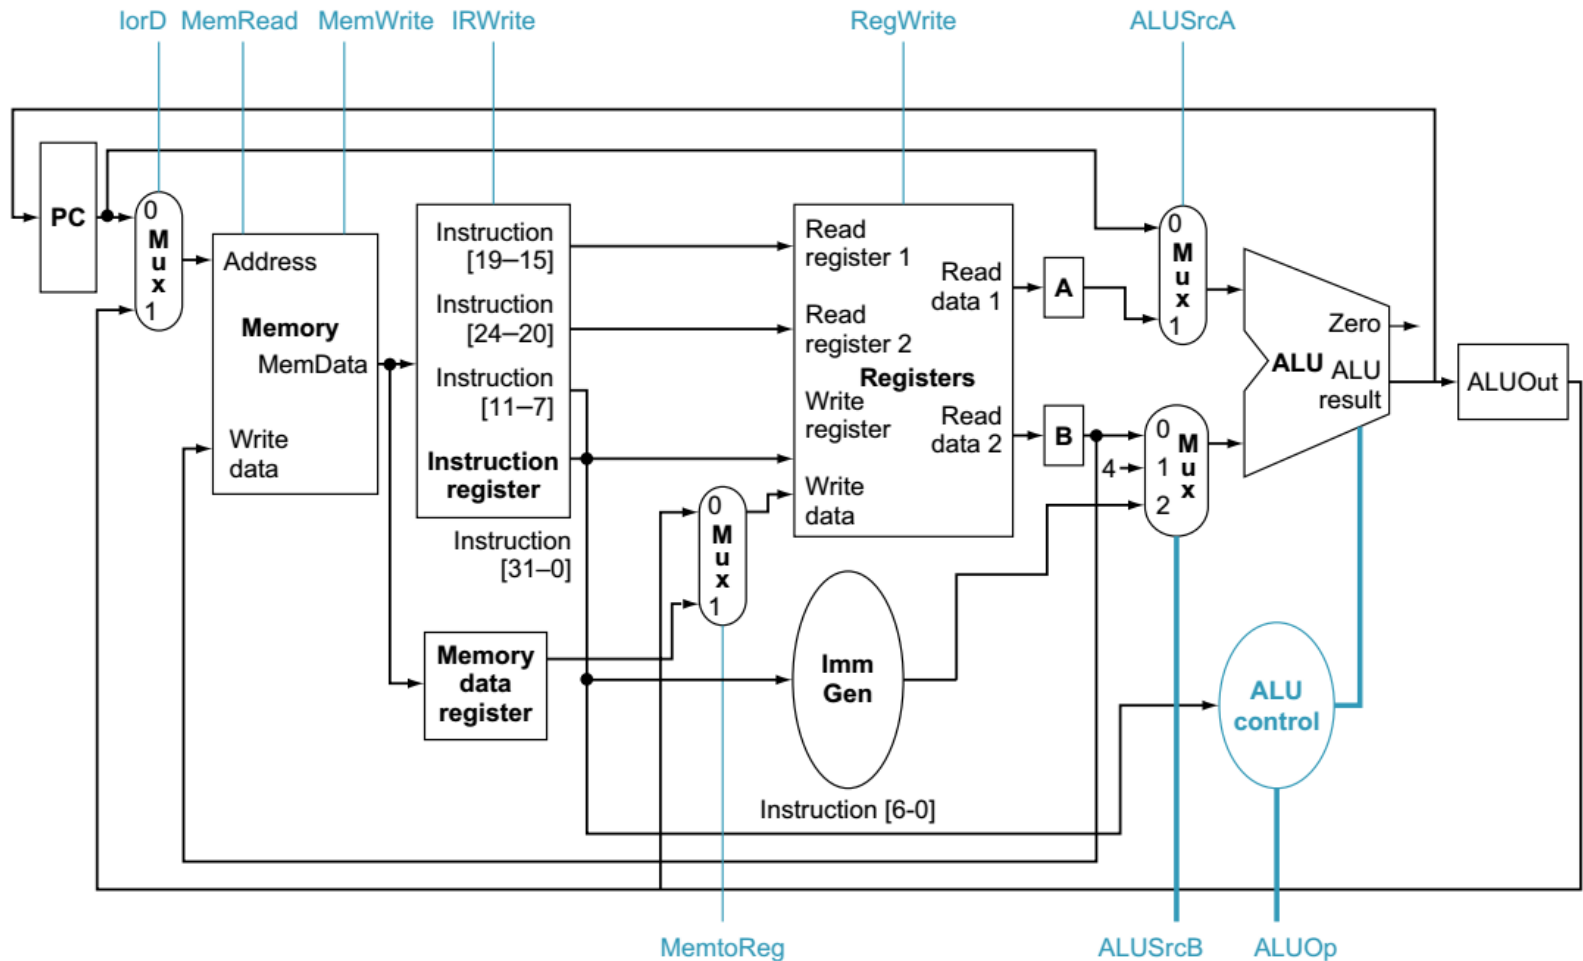 IorD MemRead MemWrite IRWrite RegWrite ALUSrcA
PC
0
M
u
x
1
Address
Memory
MemData
Write
data
Instruction
[19–15]
Instruction
[24–20]
Instruction
[11–7]
Instruction
register
Instruction
[31–0]
Memory
data
register
0
M
u
x
1
Read
register 1
Read
register 2
Registers
Write
register
Write
data
Read
data 1
Read
data 2
Imm
Gen
Instruction [6-0]
A
B
4
0
M
u
x
1
0
1
2
M
u
x
Zero
ALU
ALU
result
ALUOut
ALU
control
MemtoReg ALUSrcB ALUOp